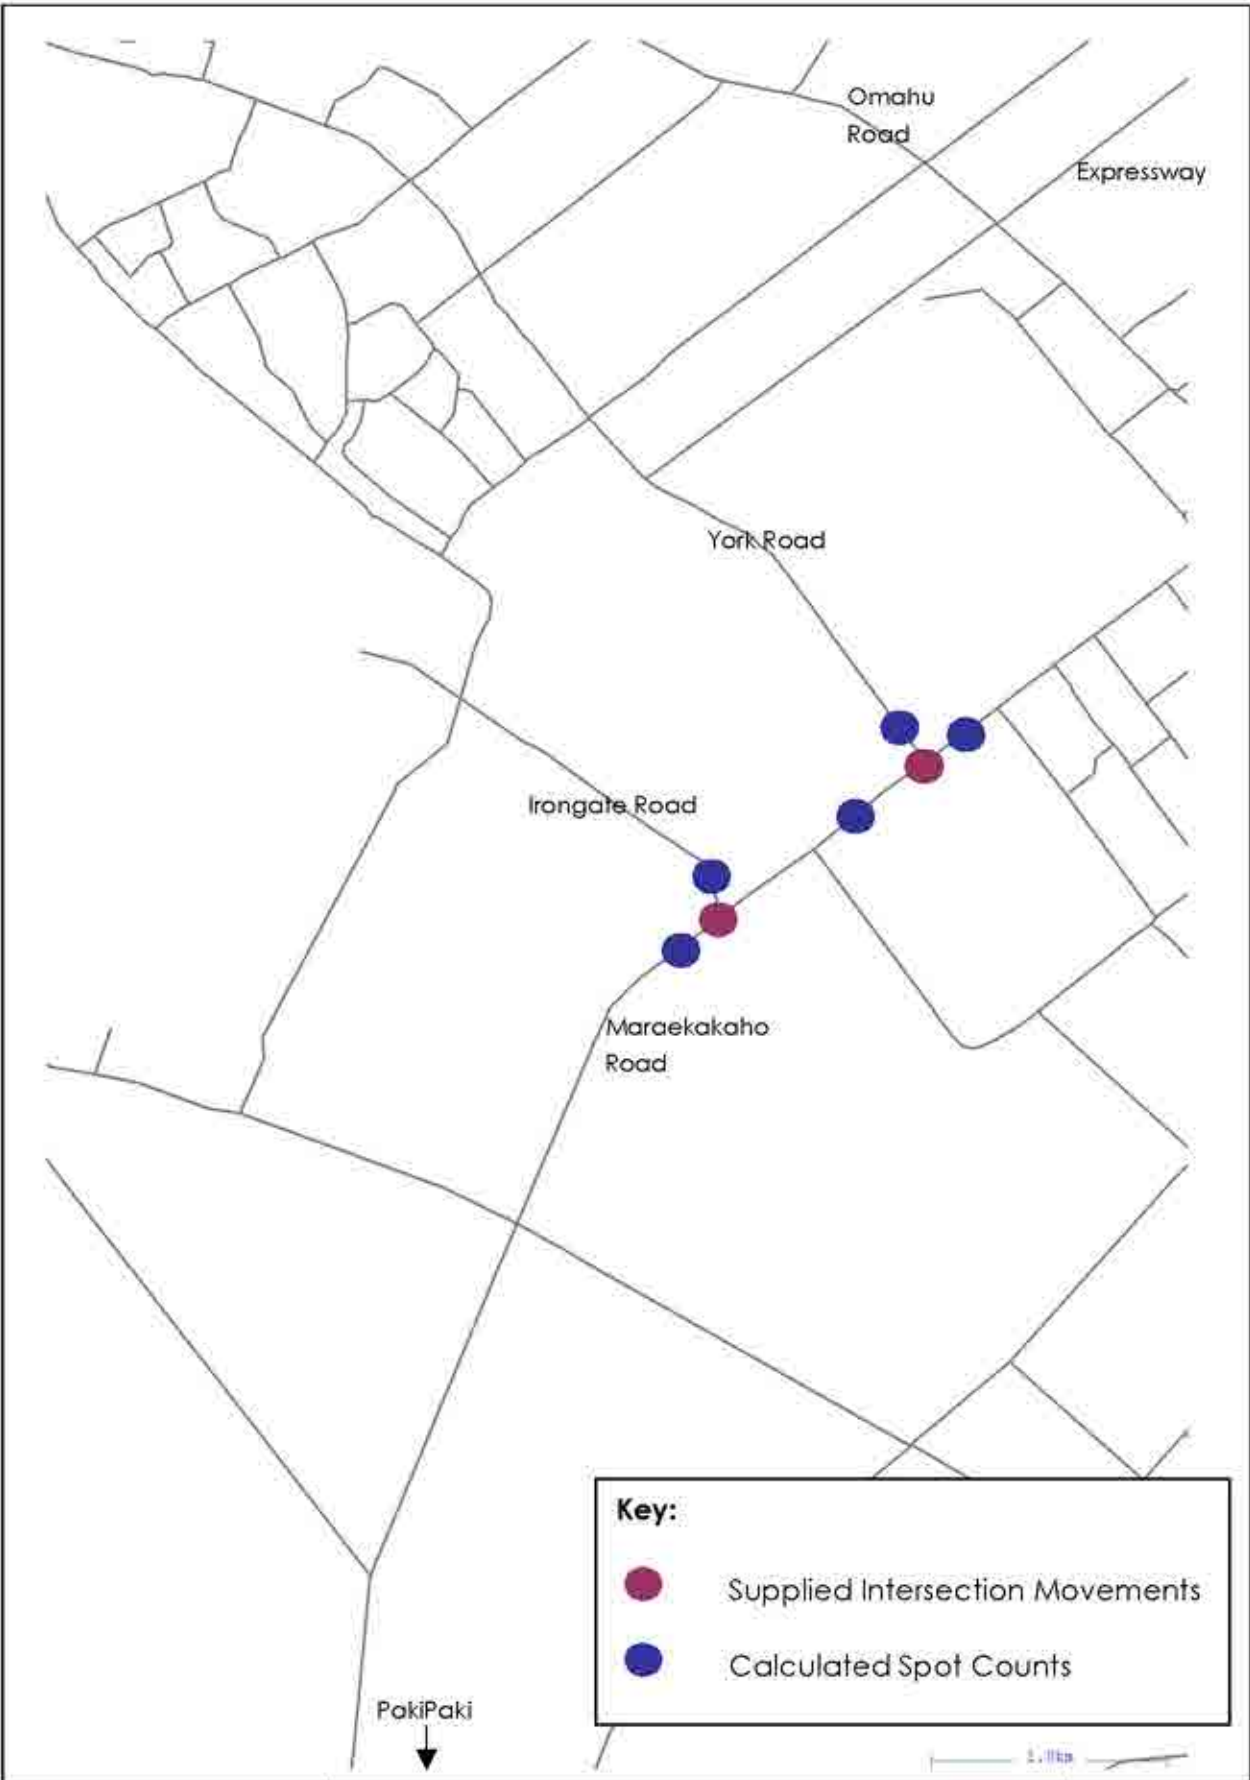 Omahu
Road
Expressway
York Road
Irongate Road
Maraekakaho
Road
Key:
Supplied Intersection Movements
Calculated Spot Counts
PakiPaki